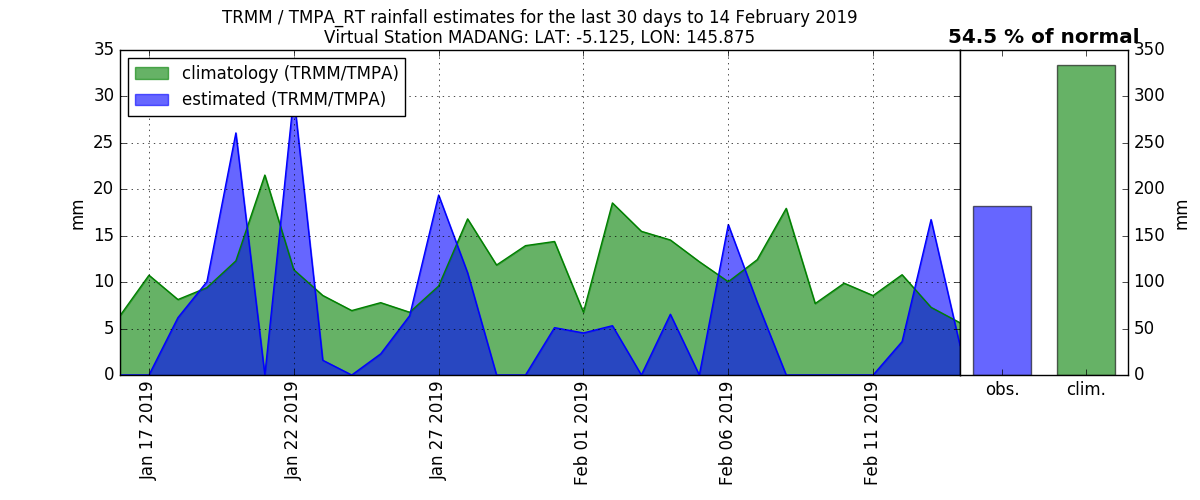 TRMM / TMPA_RT rainfall estimates for the last 30 days to 14 February 2019
Virtual Station MADANG: LAT: -5.125, LON: 145.875
54.5 % of normal
climatology (TRMM/TMPA)
estimated (TRMM/TMPA)
mm
35
30
25
20
15
10
5
0
Jan 17 2019
Jan 22 2019
Jan 27 2019
Feb 01 2019
Feb 06 2019
Feb 11 2019
obs.
clim.
350
300
250
200
150
100
50
0
mm